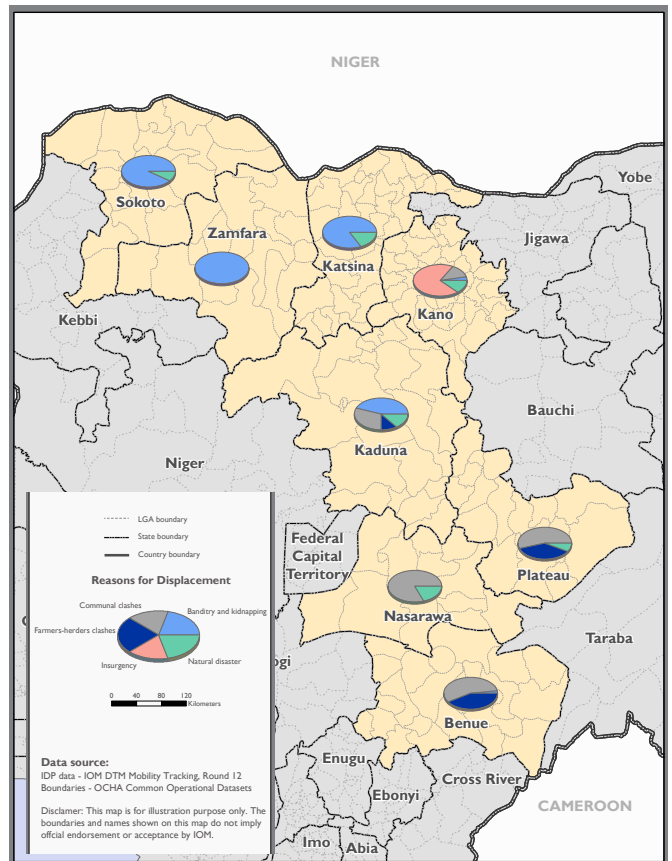 NIGER
Yobe
Sokoto
Zamfara
Jigawa
Katsina
Kano
Kebbi
Bauchi
Kaduna
Niger
Federal
Capital
Territory
Plateau
Nasarawa
Taraba
Benue
ogi
Enugu
Cross River
Ebonyi
CAMEROON
Imo
Abia
LGA boundary
State boundary
Country boundary
Reasons for Displacement
Communal clashes
Bandtry and kidnapping
Farmers-herders clashes
Insurgency
Natural disaster
0 40 80 120
Kilometers
Data source:
IDP data - IOM DTM Mobility Tracking, Round 12
Boundaries - OCHA Common Operational Datasets
Disclamer: This map is for illustration purpose only. The
boundaries and names shown on this map do not imply
offcial endorsement or acceptance by IOM.